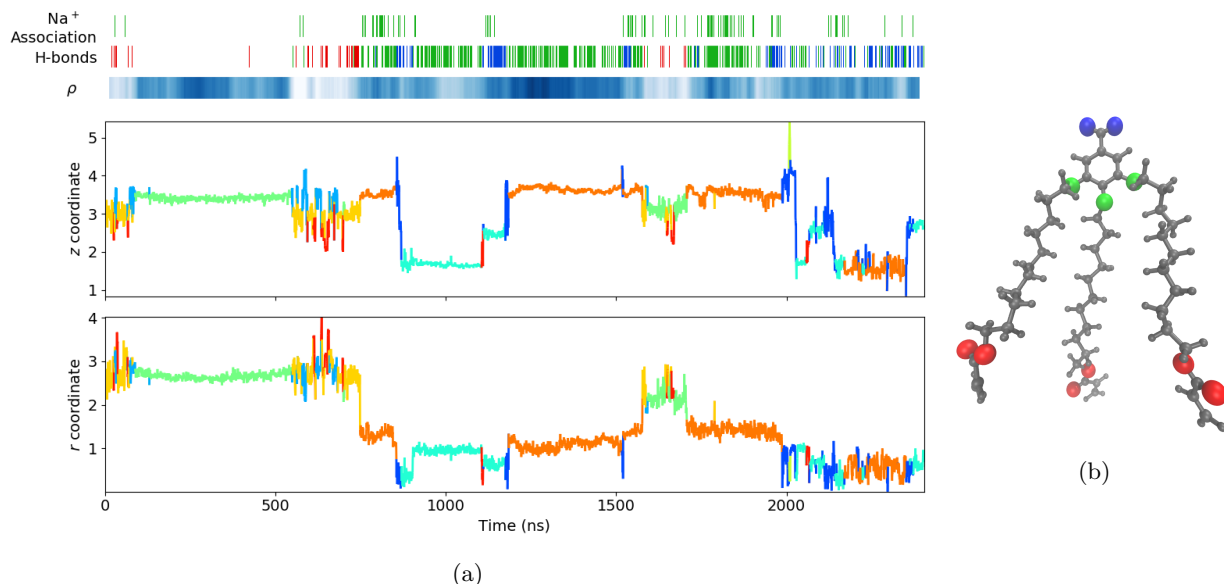 Na+
Association
H-bonds
ρ
5
4
3
2
1
z coordinate
4
3
2
1
r coordinate
0 500 1000 1500 2000
Time (ns)
(a)
(b)